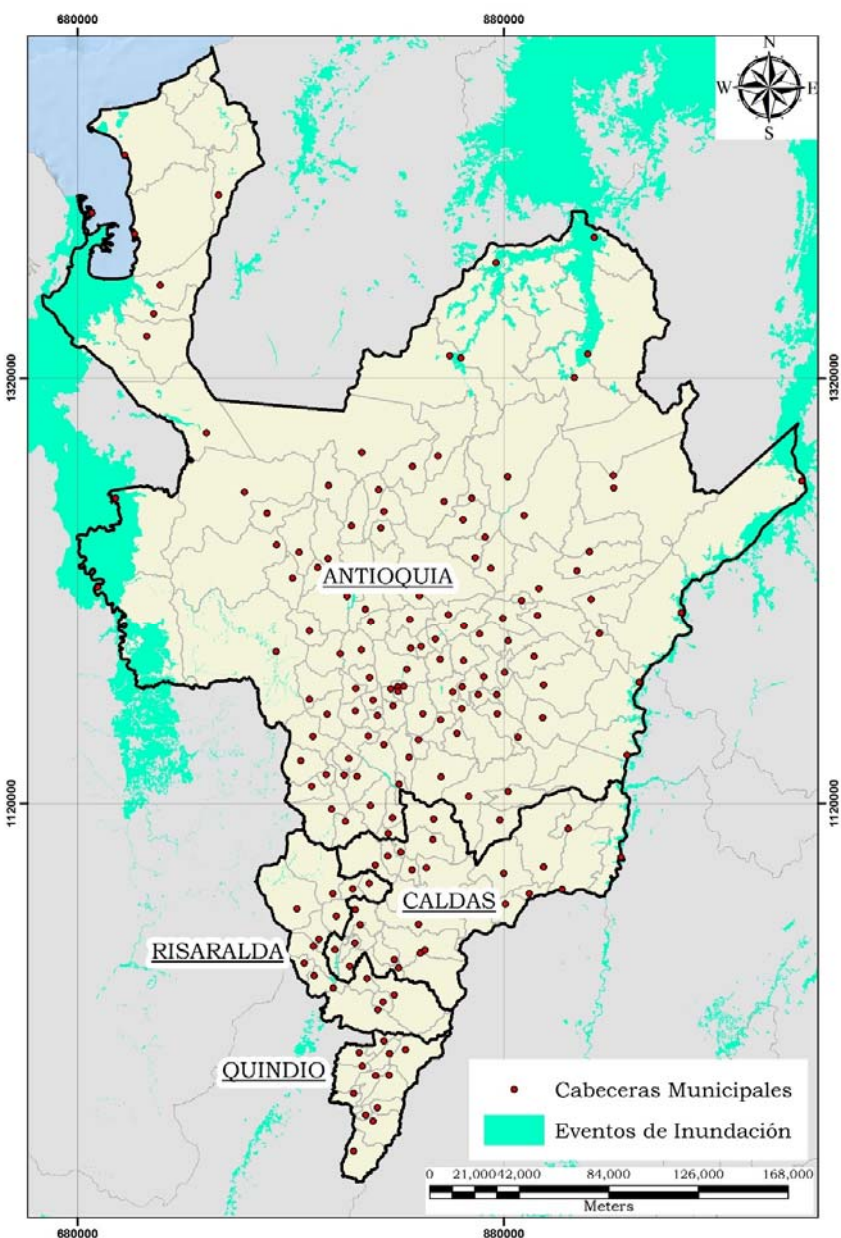 680000
880000
N
W E
S
1320000
1320000
ANTIOQUIA
1120000
1120000
CALDAS
RISARALDA
QUINDIO
Cabeceras Municipales
Eventos de Inundación
0 21,000 42,000 84,000 126,000 168,000
Meters
680000
880000